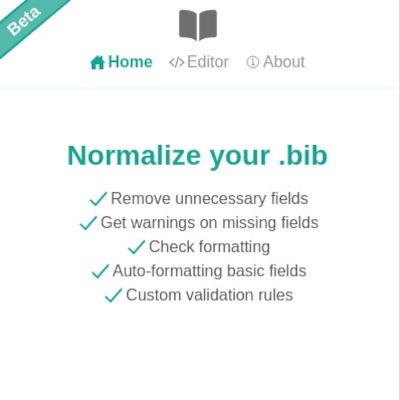 Beta
Home Editor About
Normalize your .bib
Remove unnecessary fields
Get warnings on missing fields
Check formatting
Auto-formatting basic fields
Custom validation rules